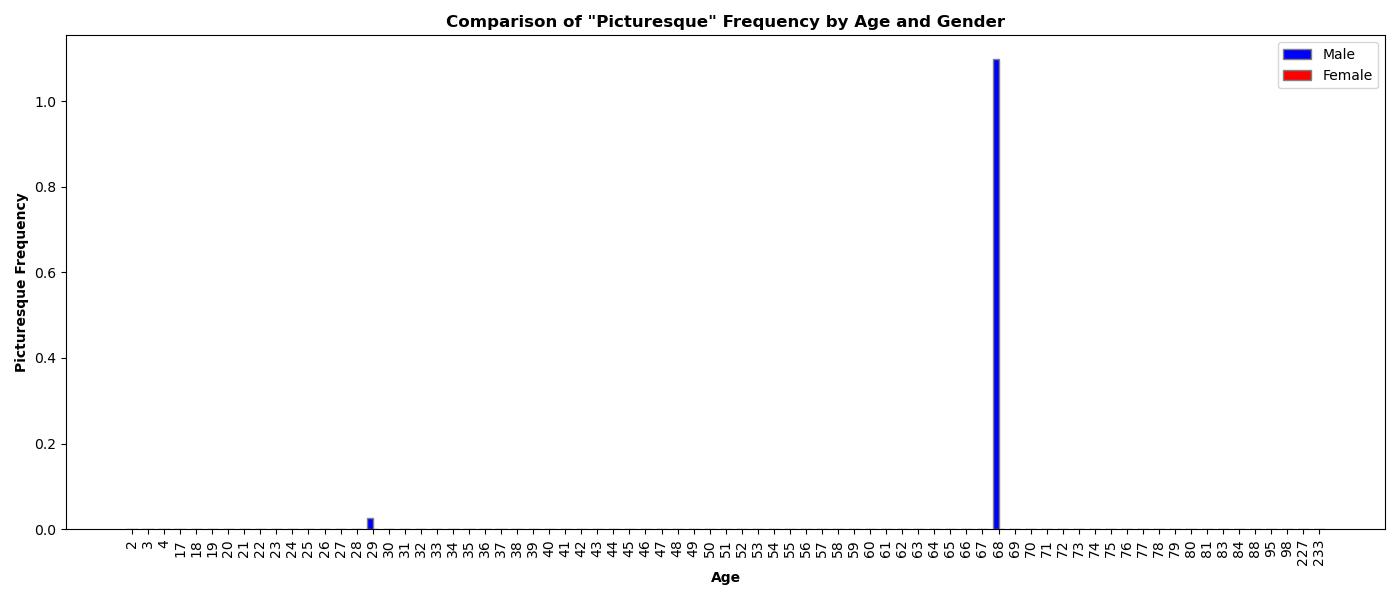 Comparison of "Picturesque" Frequency by Age and Gender
Male
Female
Picturesque Frequency
1.0
0.8
0.6
0.4
0.2
0.0
2 3 4 17 18 19 20 21 22 23 24 25 26 27 28 29 30 31 32 33 34 35 36 37 38 39 40 41 42 43 44 45 46 47 48 49 50 51 52 53 54 55 56 57 58 59 60 61 62 63 64 65 66 67 68 69 70 71 72 73 74 75 76 77 78 79 80 81 83 84 88 95 98 227 233
Age